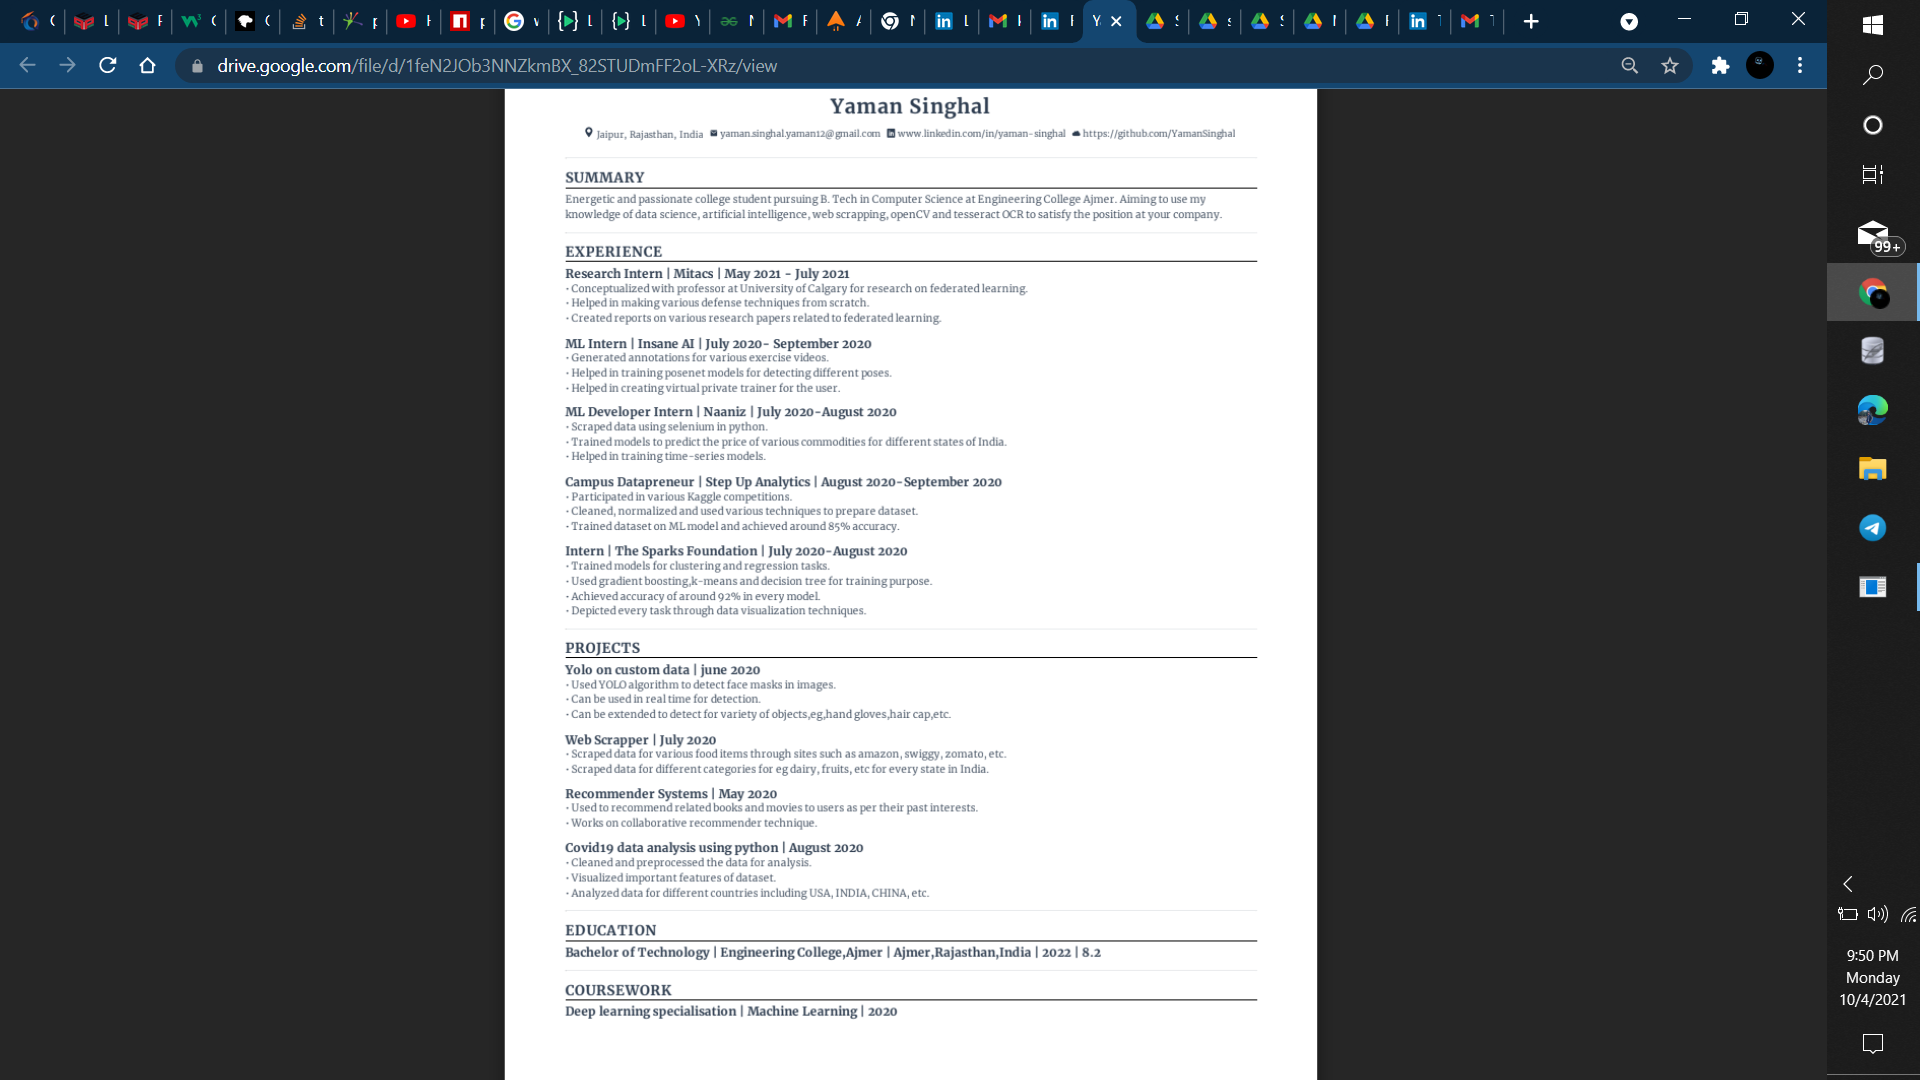 drive.google.com/file/d/1feN2JOb3NNZkmBX_82STUDmFF2oL-XRz/view
Yaman Singhal
Jaipur, Rajasthan, India yaman.singhal.yaman12@gmail.com www.linkedin.com/in/yaman-singhal https://github.com/YamanSinghal
SUMMARY
Energetic and passionate college student pursuing B. Tech in Computer Science at Engineering College Ajmer. Aiming to use my
knowledge of data science, artificial intelligence, web scrapping, openCV and tesseract OCR to satisfy the position at your company.
EXPERIENCE
Research Intern | Mitacs | May 2021 - July 2021
• Conceptualized with professor at University of Calgary for research on federated learning.
• Helped in making various defense techniques from scratch.
• Created reports on various research papers related to federated learning.
ML Intern | Insane AI | July 2020- September 2020
• Generated annotations for various exercise videos.
• Helped in training posenet models for detecting different poses.
• Helped in creating virtual private trainer for the user.
ML Developer Intern | Naaniz | July 2020-August 2020
• Scraped data using selenium in python.
• Trained models to predict the price of various commodities for different states of India.
• Helped in training time-series models.
Campus Datapreneur | Step Up Analytics | August 2020-September 2020
• Participated in various Kaggle competitions.
• Cleaned, normalized and used various techniques to prepare dataset.
• Trained dataset on ML model and achieved around 85% accuracy.
Intern | The Sparks Foundation | July 2020-August 2020
• Trained models for clustering and regression tasks.
• Used gradient boosting,k-means and decision tree for training purpose.
• Achieved accuracy of around 92% in every model.
• Depicted every task through data visualization techniques.
PROJECTS
Yolo on custom data | june 2020
• Used YOLO algorithm to detect face masks in images.
• Can be used in real time for detection.
• Can be extended to detect for variety of objects,eg,hand gloves,hair cap,etc.
Web Scrapper | July 2020
• Scraped data for various food items through sites such as amazon, swiggy, zomato, etc.
• Scraped data for different categories for eg dairy, fruits, etc for every state in India.
Recommender Systems | May 2020
• Used to recommend related books and movies to users as per their past interests.
• Works on collaborative recommender technique.
Covid19 data analysis using python | August 2020
• Cleaned and preprocessed the data for analysis.
• Visualized important features of dataset.
• Analyzed data for different countries including USA, INDIA, CHINA, etc.
EDUCATION
Bachelor of Technology | Engineering College,Ajmer | Ajmer,Rajasthan,India | 2022 | 8.2
COURSEWORK
Deep learning specialisation | Machine Learning | 2020
99+
9:50 PM
Monday
10/4/2021